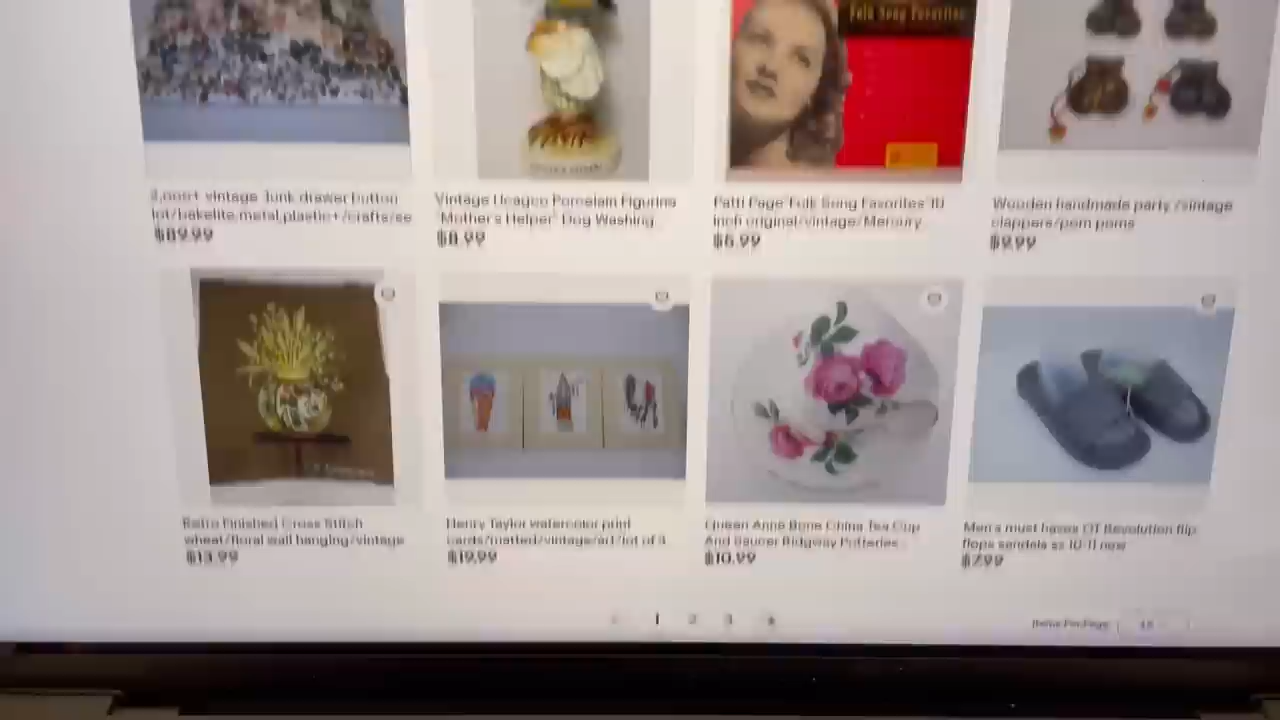 Folk Song Favorites
2,000+ vintage Junk drawer button
lot/bakelite metal plastic+/crafts/se
$89.99
Vintage Porcelain Figurine
"Mother's Helper" Dog Washing
$8.99
Patti Page Folk Song Favorites 10
inch original/vintage/Mercury
$6.99
Wooden handmade party /vintage
clappers/pom poms
$9.99
Retro Finished Cross Stitch
wheat/floral wall hanging/vintage
$13.99
Henry Taylor watercolor print
cards/matted/vintage/art/lot of 3
$19.99
Queen Anne Bone China Tea Cup
And Saucer Ridgway Potteries
$10.99
Men's must haves OT Revolution flip
flops sandals sz 10-11 new
$7.99
1 2 3
Items Per Page